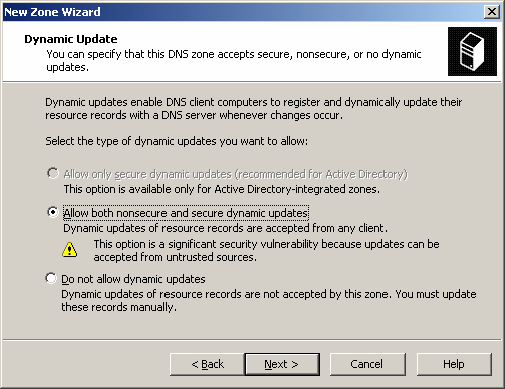 New Zone Wizard
Dynamic Update
You can specify that this DNS zone accepts secure, nonsecure, or no dynamic
updates.
Dynamic updates enable DNS client computers to register and dynamically update their
resource records with a DNS server whenever changes occur.
Select the type of dynamic updates you want to allow:
Allow only secure dynamic updates (recommended for Active Directory)
This option is available only for Active Directory-integrated zones.
Allow both nonsecure and secure dynamic updates
Dynamic updates of resource records are accepted from any client.
This option is a significant security vulnerability because updates can be
accepted from untrusted sources.
Do not allow dynamic updates
Dynamic updates of resource records are not accepted by this zone. You must update
these records manually.
< Back Next > Cancel Help